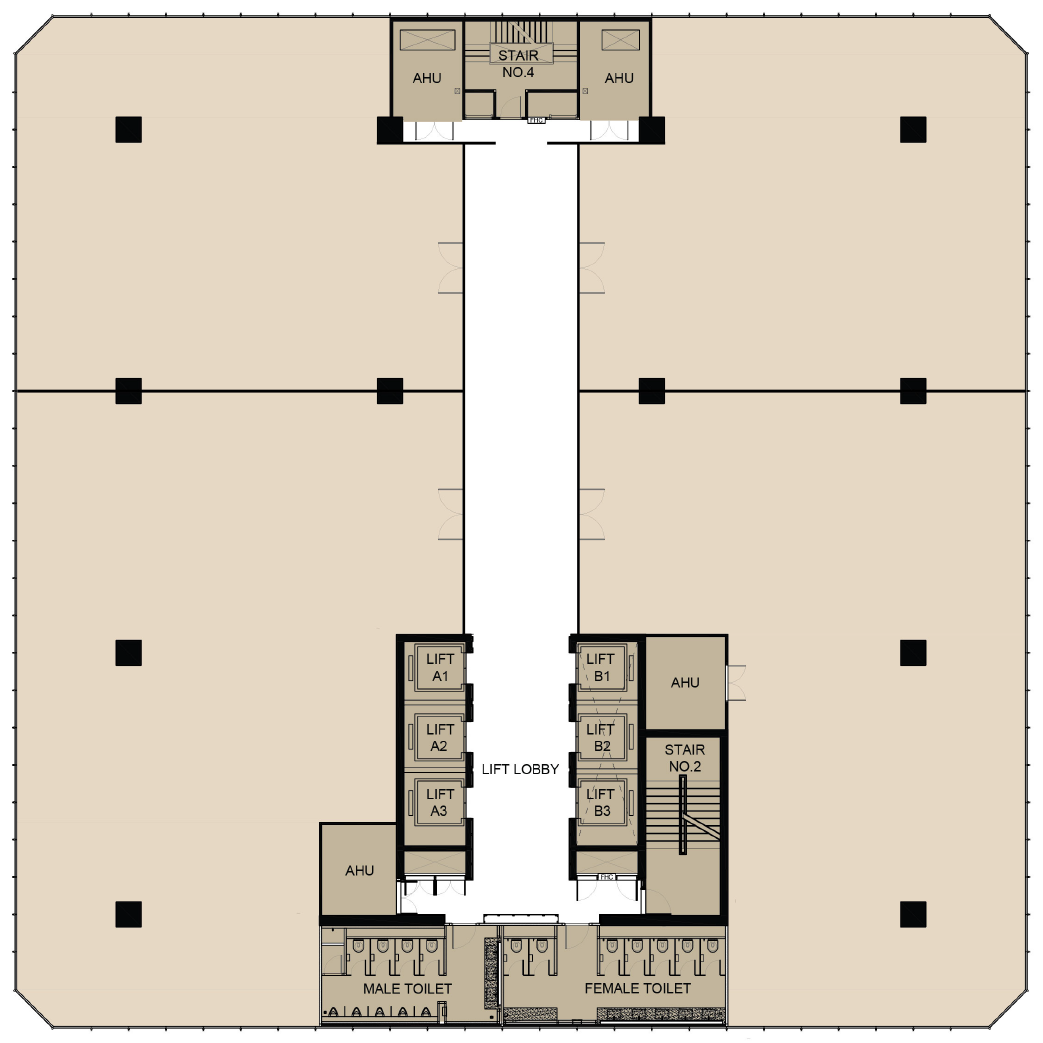 STAIR
NO.4
AHU
AHU
FHC
LIFT
A1
LIFT
B1
AHU
LIFT
A2
LIFT
B2
STAIR
NO.2
LIFT LOBBY
LIFT
A3
LIFT
B3
AHU
FHC
MALE TOILET
FEMALE TOILET